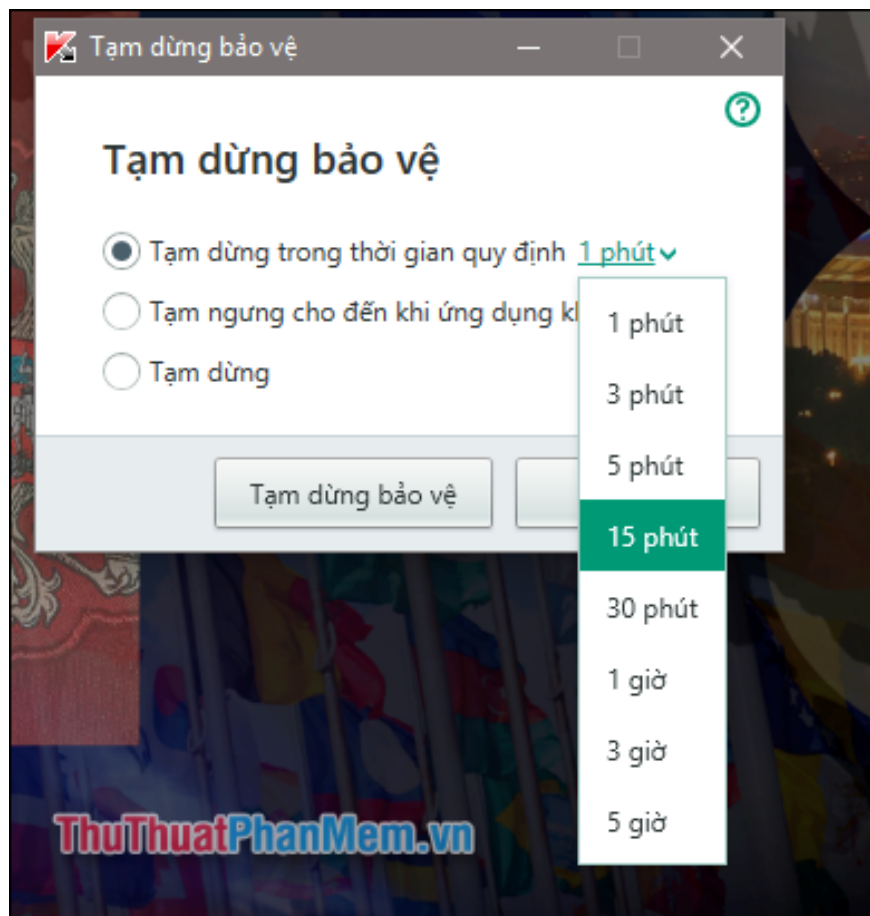 Tạm dừng bảo vệ
Tạm dừng bảo vệ
Tạm dừng trong thời gian quy định 1 phút
Tạm ngưng cho đến khi ứng dụng
Tạm dừng
1 phút
3 phút
5 phút
15 phút
30 phút
1 giờ
3 giờ
5 giờ
Tạm dừng bảo vệ
ThuThuatPhanMem.vn